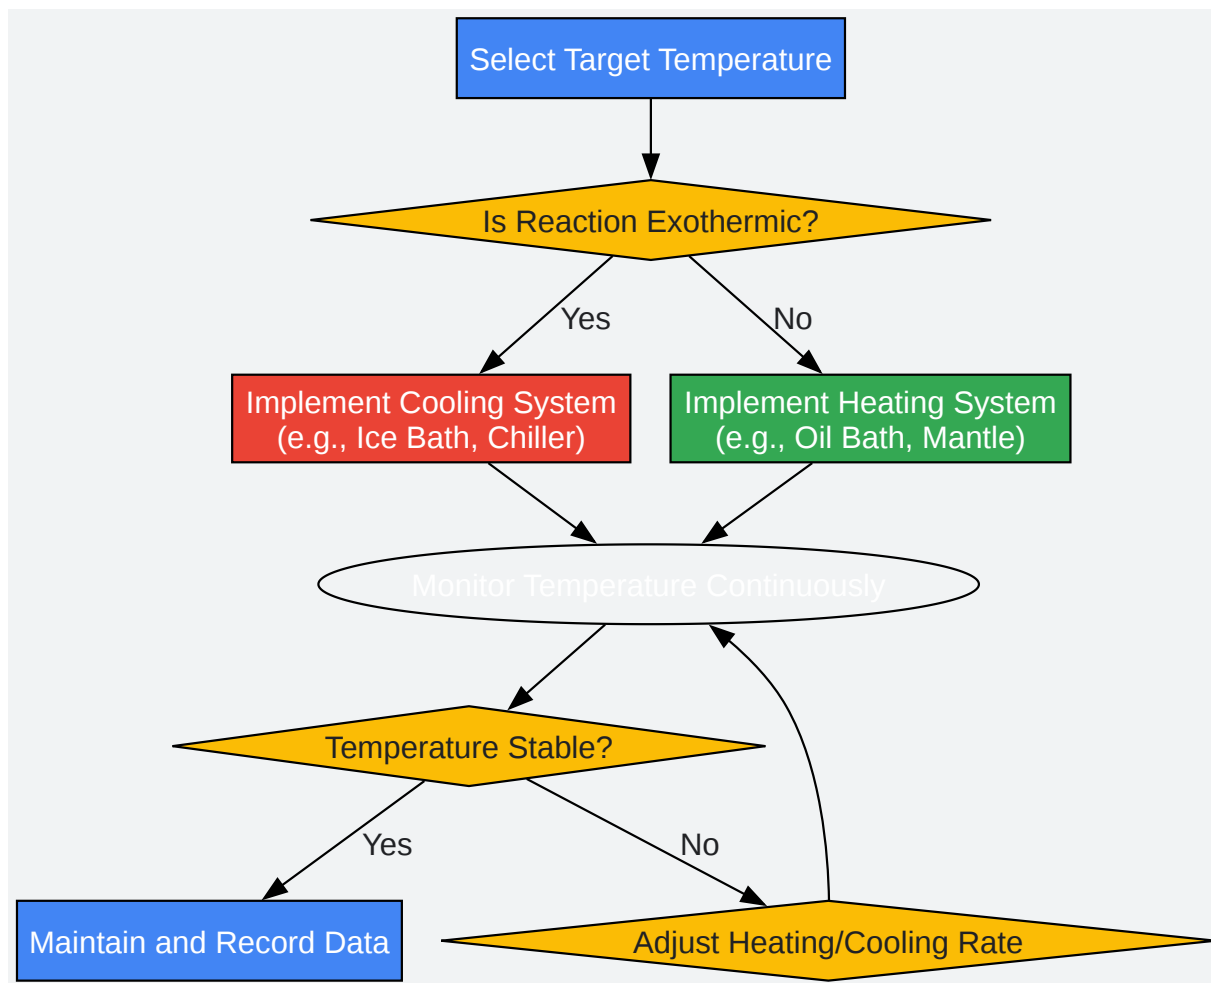 Select Target Temperature
Is Reaction Exothermic?
Yes
No
Implement Cooling System
(e.g., Ice Bath, Chiller)
Implement Heating System
(e.g., Oil Bath, Mantle)
Monitor Temperature Continuously
Temperature Stable?
Yes
No
Maintain and Record Data
Adjust Heating/Cooling Rate